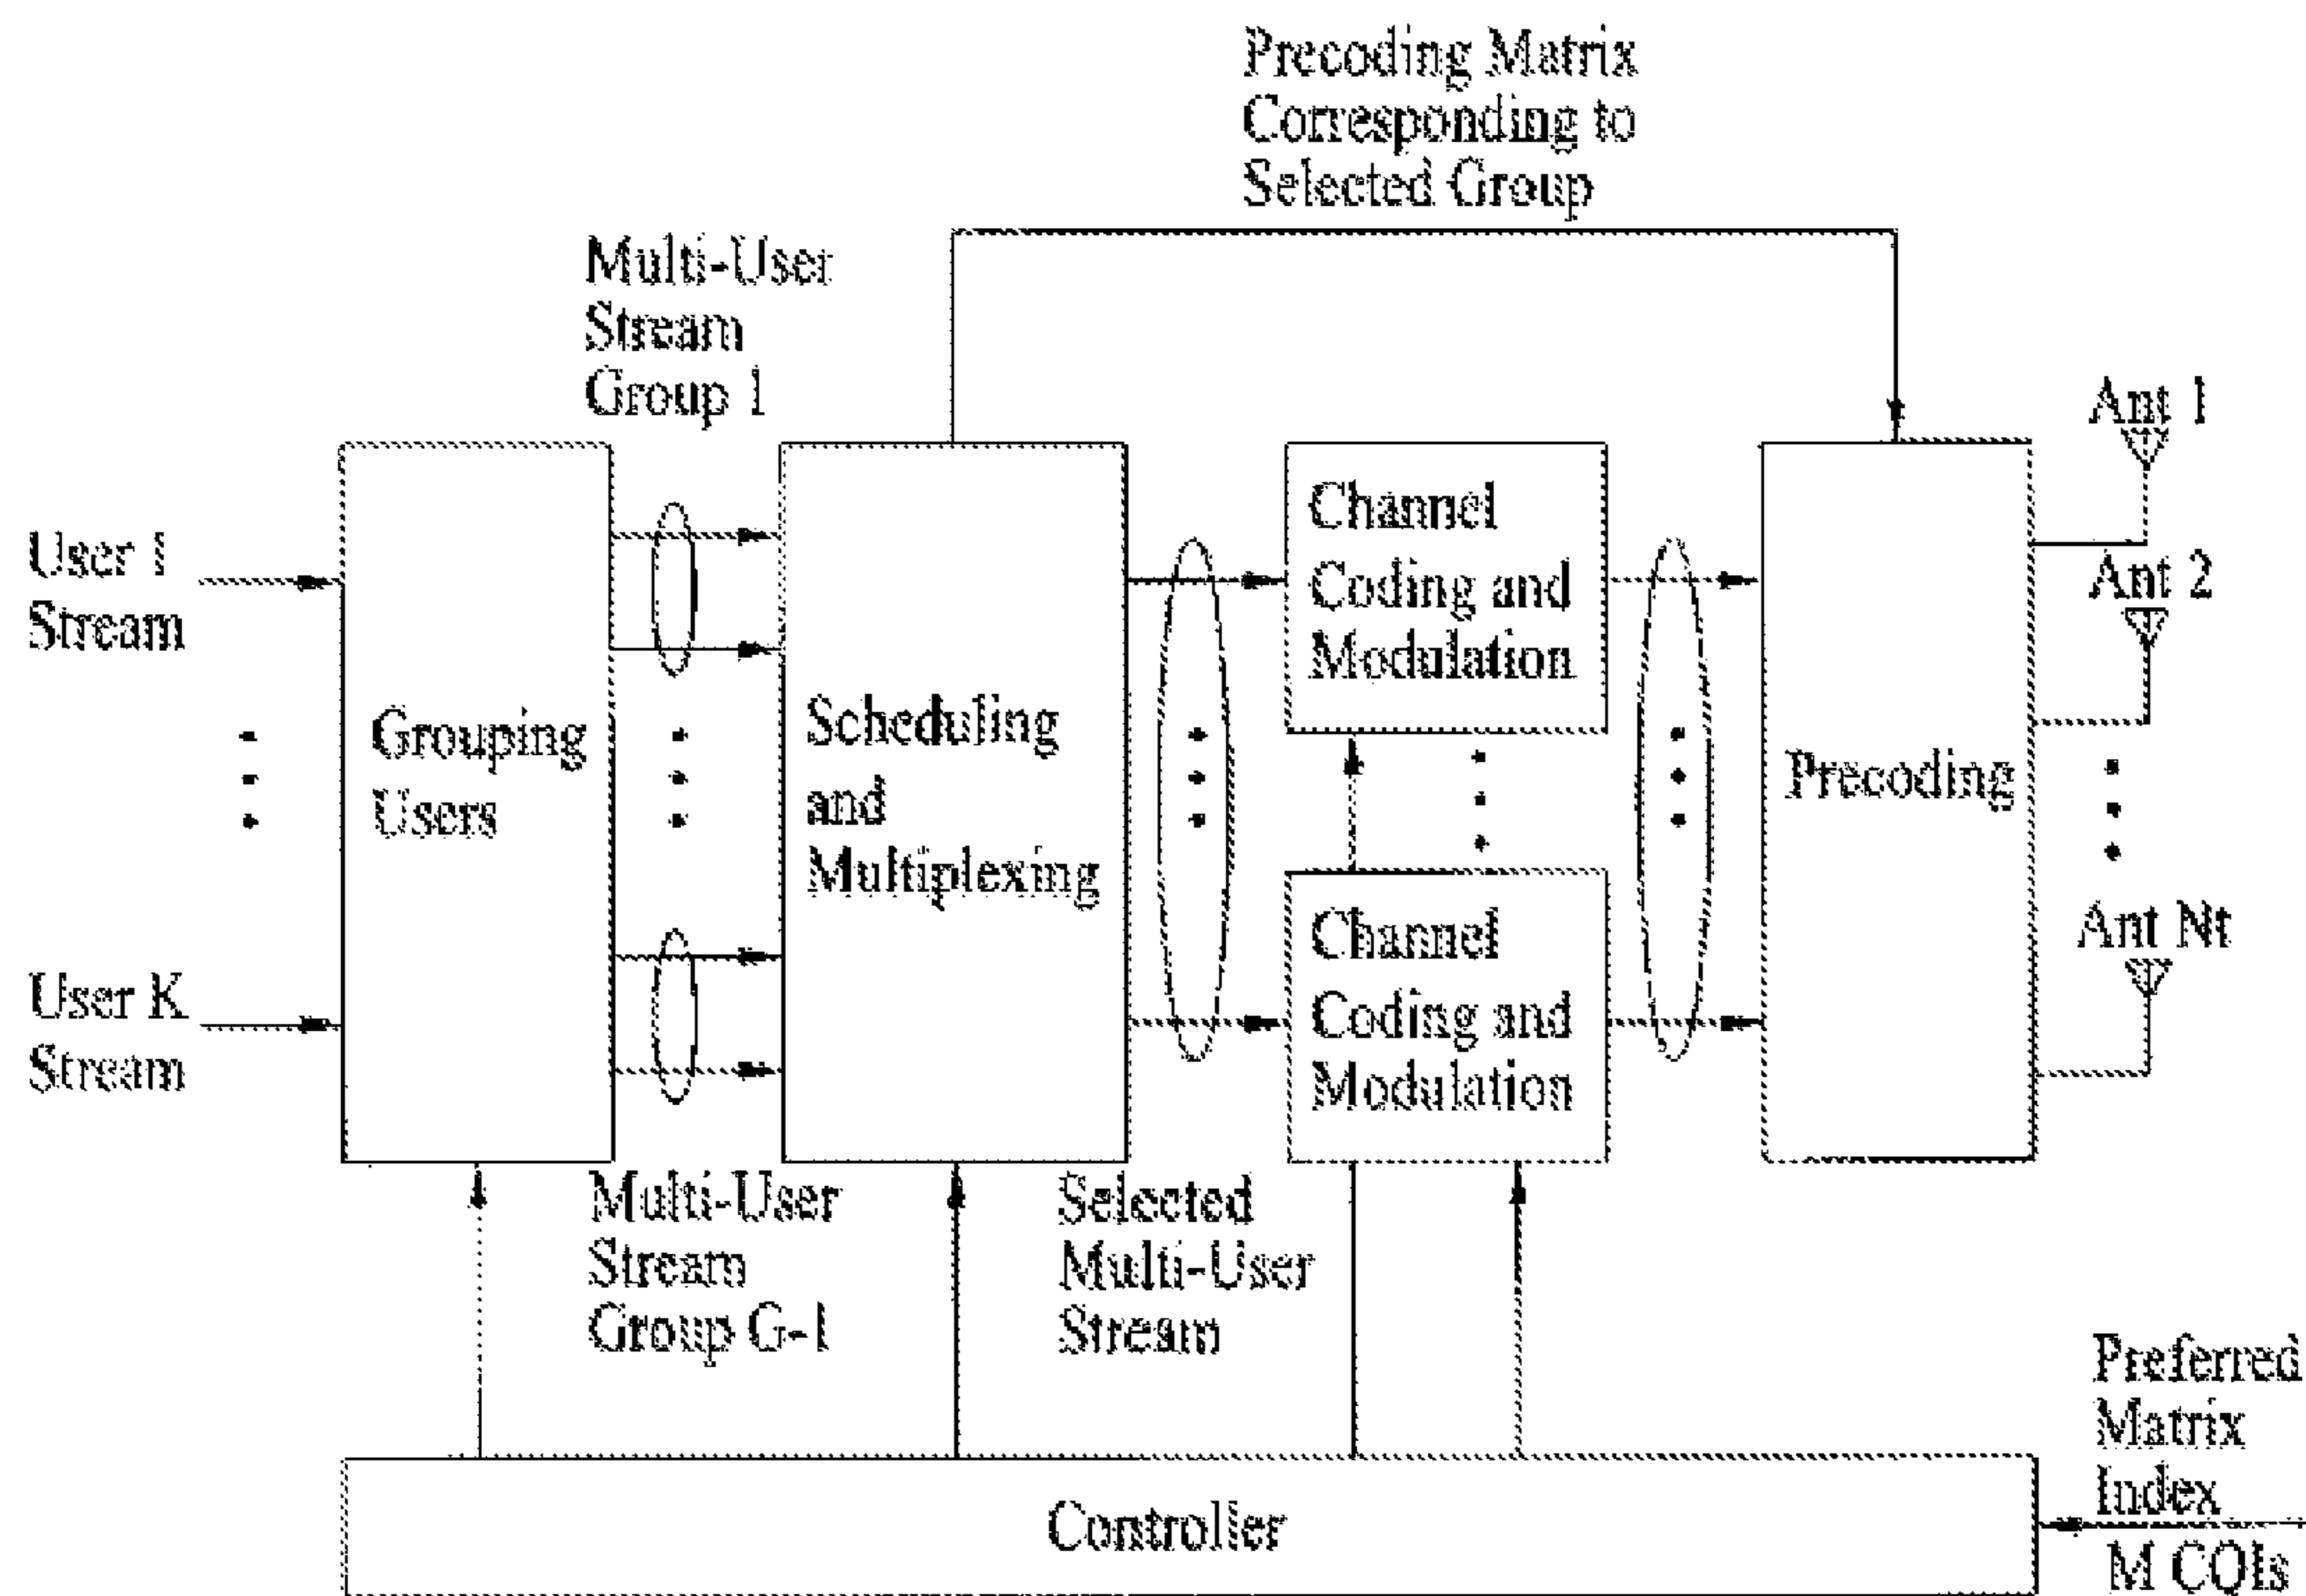 Precoding Matrix
Corresponding to
Selected Group
Multi-User
Stream
Group 1
Ant 1
User 1
Stream
Channel
Coding and
Modulation
Ant 2
Grouping
Users
Scheduling
and
Multiplexing
Precoding
User K
Stream
Channel
Coding and
Modulation
Ant Nt
Multi-User
Stream
Group G-1
Selected
Multi-User
Stream
Preferred
Matrix
Index
M CQIs
Controller